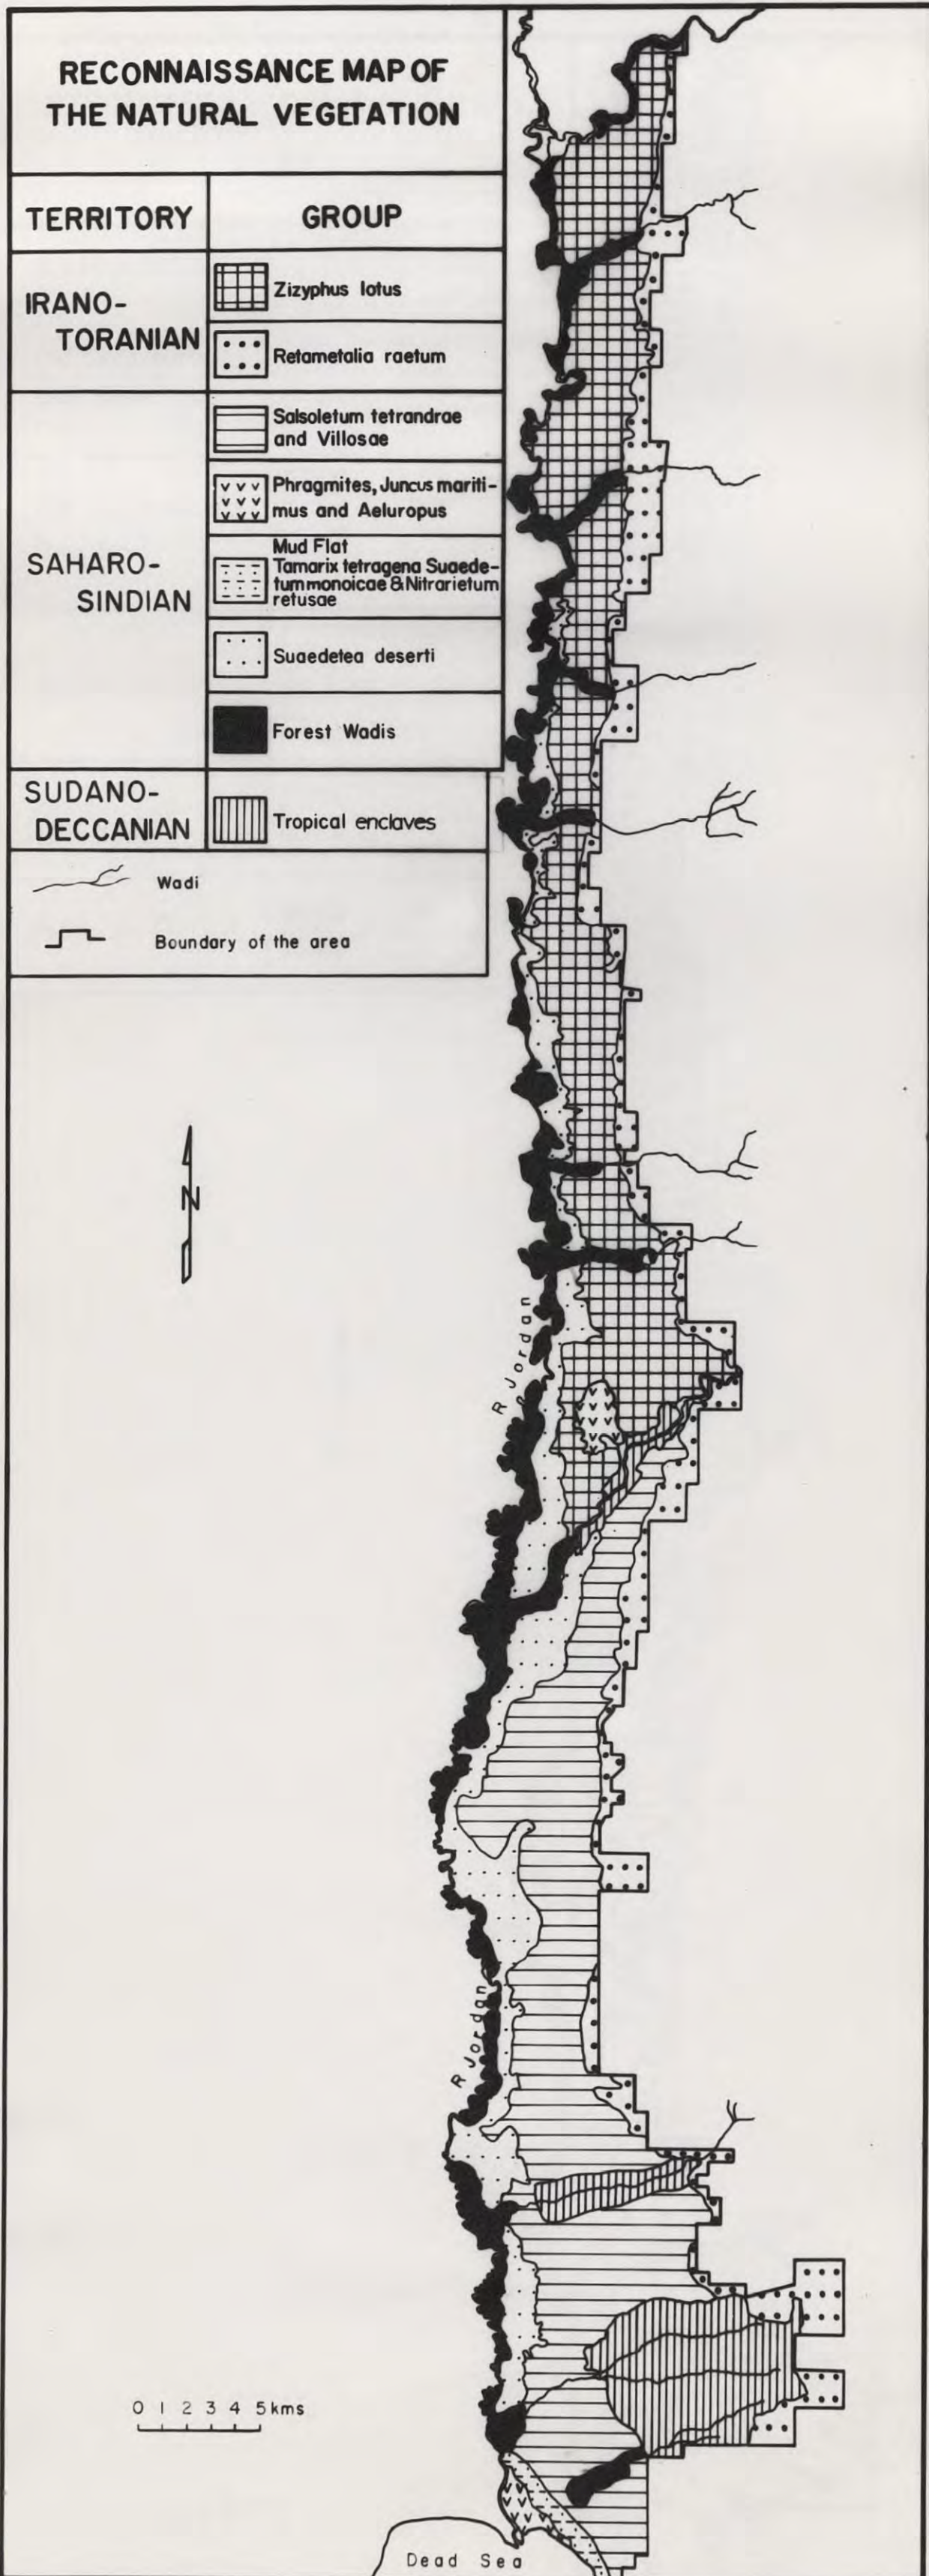 RECONNAISSANCE MAP OF
THE NATURAL VEGETATION
TERRITORY
GROUP
IRANO-
TORANIAN
Zizyphus lotus
Retametalia raetum
SAHARO-
SINDIAN
Salsoletum tetrandrae
and Villosae
Phragmites, Juncus mariti-
mus and Aeluropus
Mud Flat
Tamarix tetragena Suaede-
tum monoicae & Nitrarietum
retusae
Suaedetea deserti
Forest Wadis
SUDANO-
DECCANIAN
Tropical enclaves
Wadi
Boundary of the area
N
R Jordan
R Jordan
0 1 2 3 4 5 kms
Dead Sea